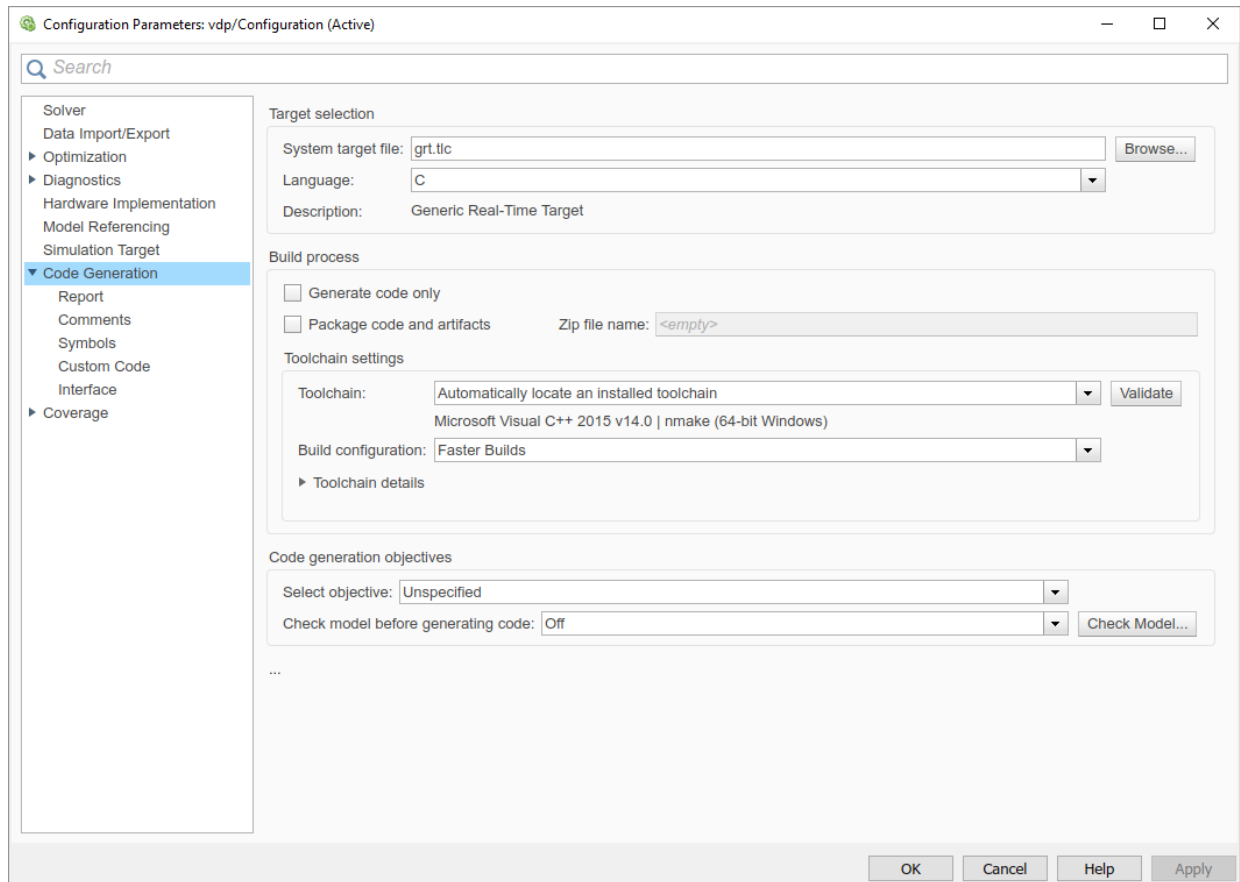 Configuration Parameters: vdp/Configuration (Active)
Search
Solver
Data Import/Export
Optimization
Diagnostics
Hardware Implementation
Model Referencing
Simulation Target
Code Generation
Report
Comments
Symbols
Custom Code
Interface
Coverage
Target selection
System target file: grt.tlc Browse...
Language: C
Description: Generic Real-Time Target
Build process
Generate code only
Package code and artifacts Zip file name: <empty>
Toolchain settings
Toolchain: Automatically locate an installed toolchain Validate
Microsoft Visual C++ 2015 v14.0 | nmake (64-bit Windows)
Build configuration: Faster Builds
Toolchain details
Code generation objectives
Select objective: Unspecified
Check model before generating code: Off Check Model...
...
OK Cancel Help Apply